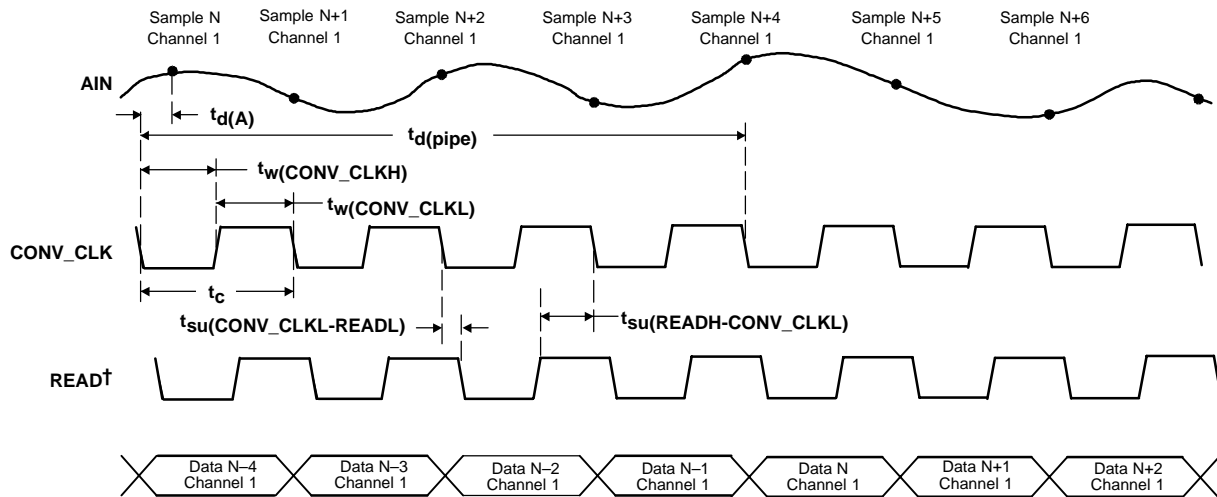 Sample N Channel 1
Sample N+1 Channel 1
Sample N+2 Channel 1
Sample N+3 Channel 1
Sample N+4 Channel 1
Sample N+5 Channel 1
Sample N+6 Channel 1
AIN
td(A)
td(pipe)
tw(CONV_CLKH)
tw(CONV_CLKL)
CONV_CLK
tc
tsu(CONV_CLKL-READL)
tsu(READH-CONV_CLKL)
READ†
Data N–4 Channel 1
Data N–3 Channel 1
Data N–2 Channel 1
Data N–1 Channel 1
Data N Channel 1
Data N+1 Channel 1
Data N+2 Channel 1